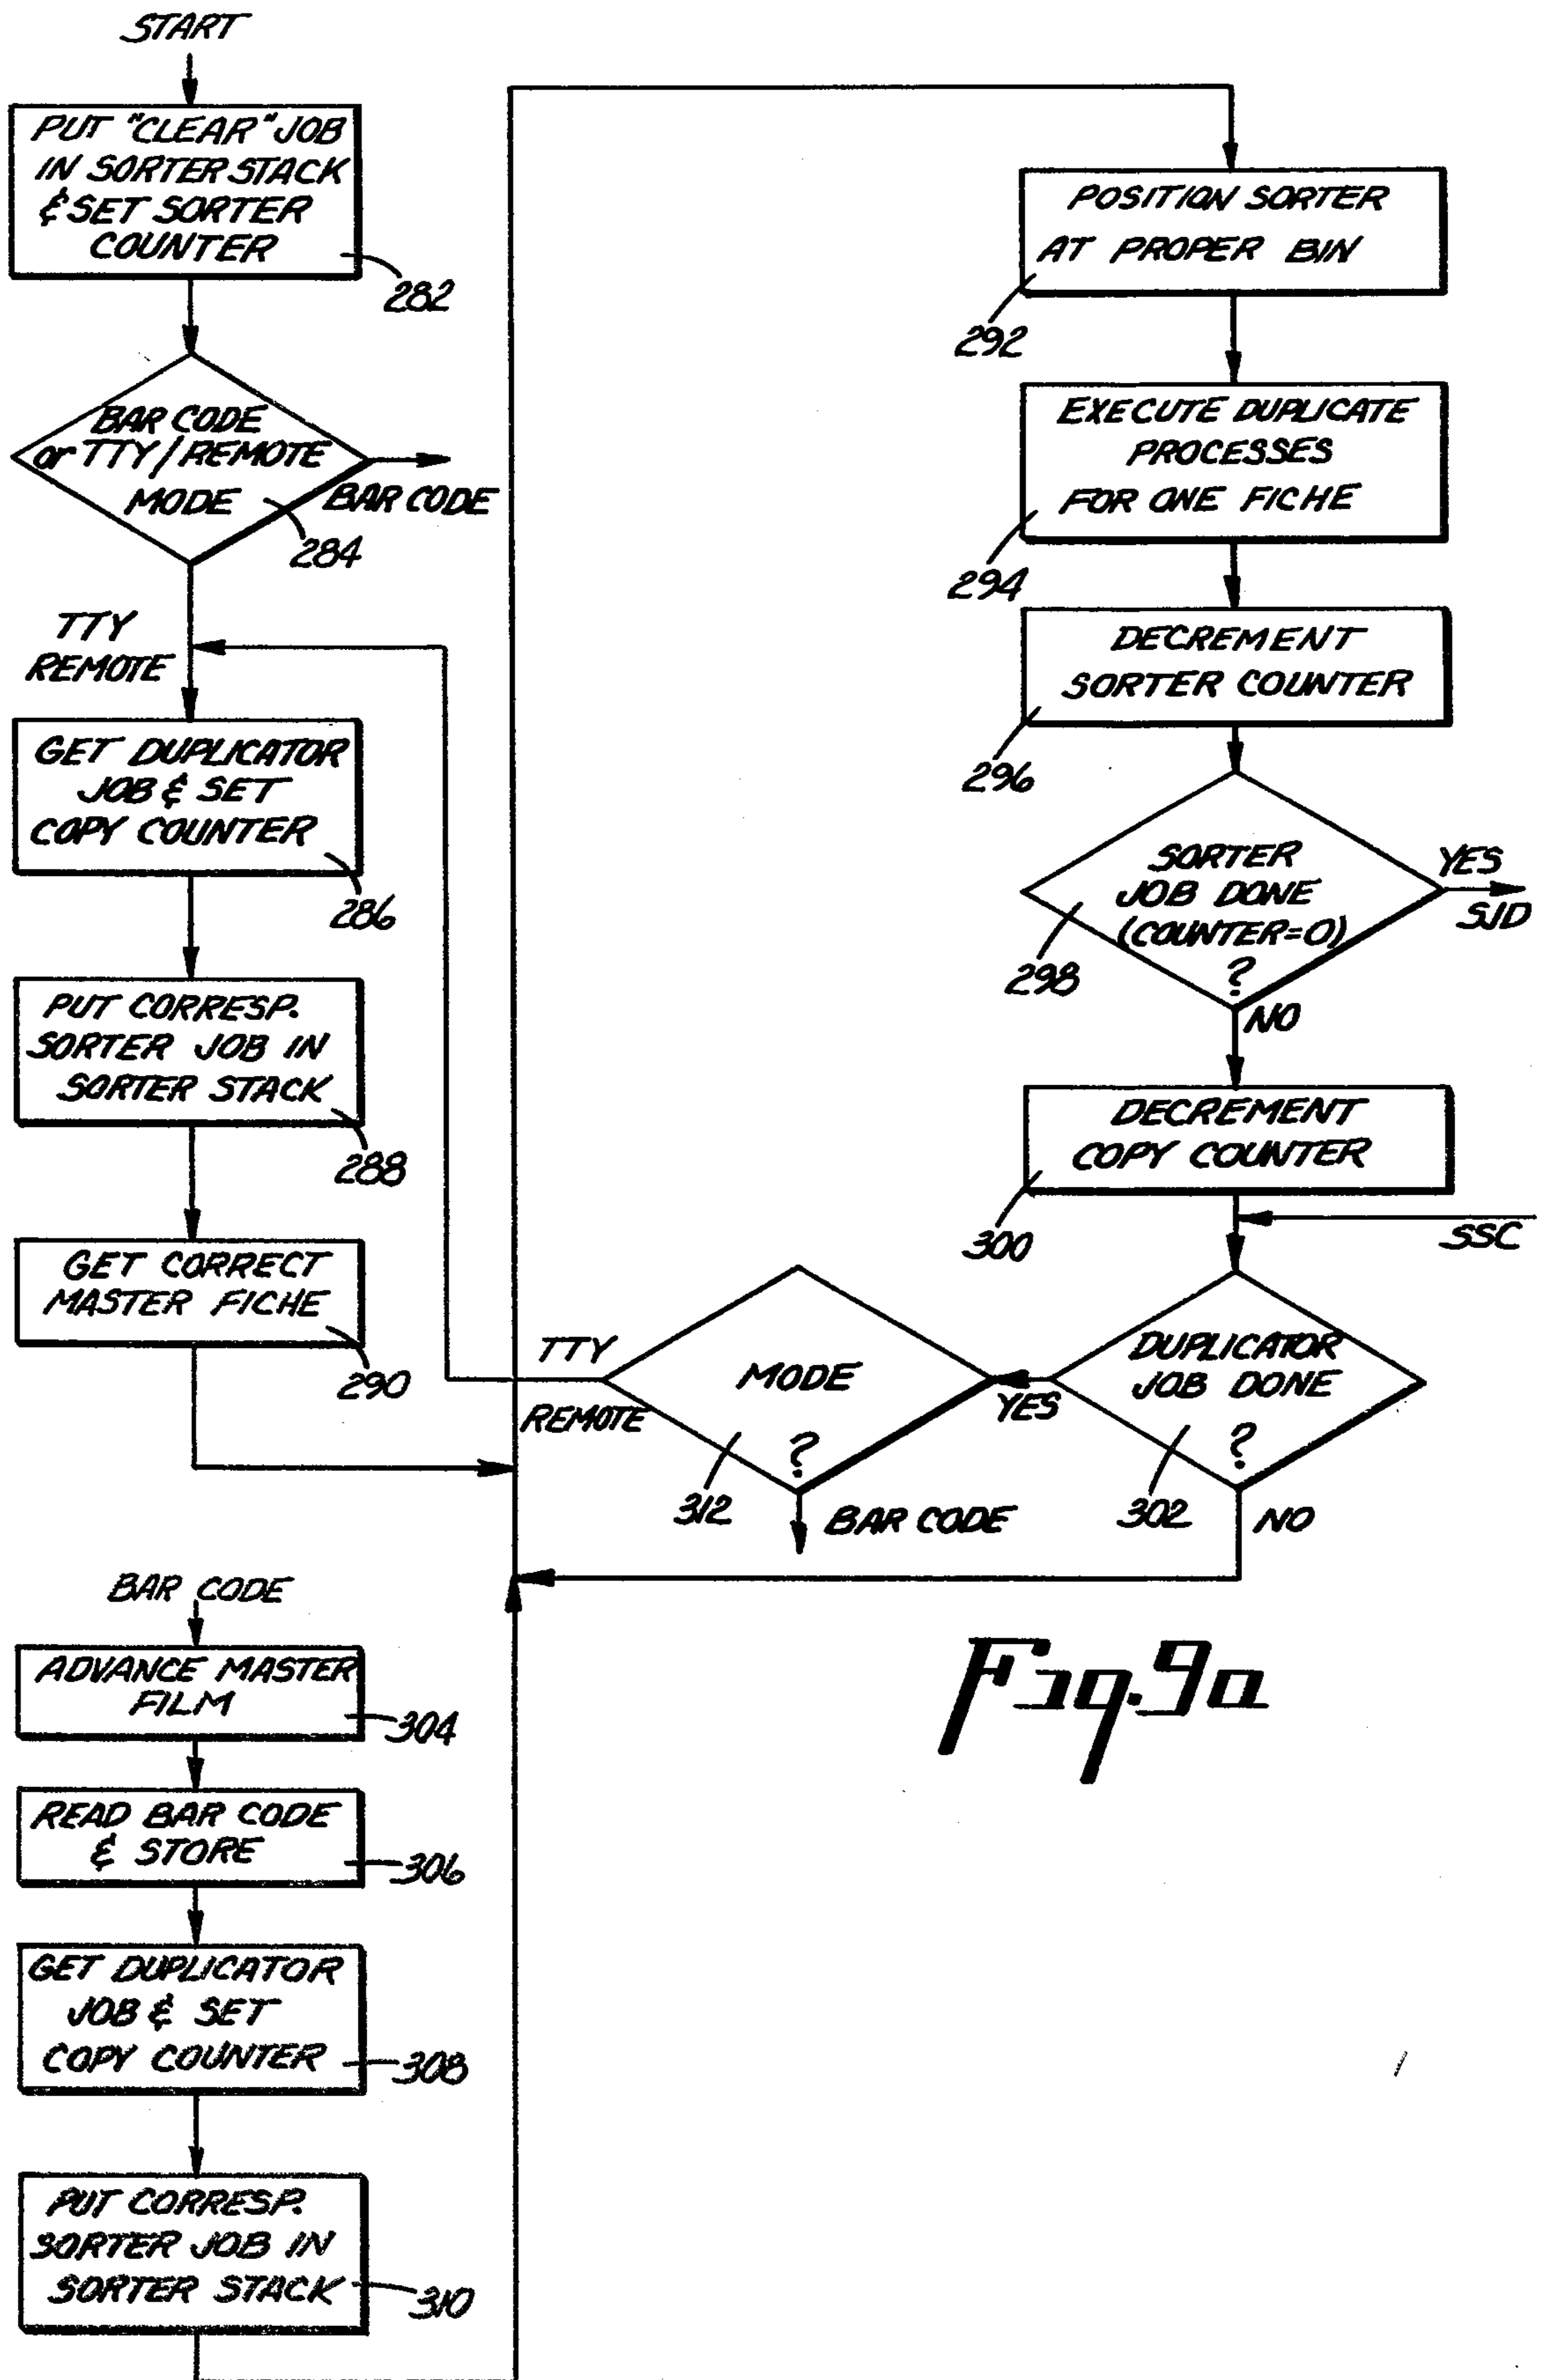 START
PUT "CLEAR" JOB
IN SORTER STACK
& SET SORTER
COUNTER
282
BAR CODE
or TTY/REMOTE
MODE
BAR CODE
284
TTY
REMOTE
GET DUPLICATOR
JOB & SET
COPY COUNTER
286
PUT CORRESP.
SORTER JOB IN
SORTER STACK
288
GET CORRECT
MASTER FICHE
290
BAR CODE
ADVANCE MASTER
FILM
304
READ BAR CODE
& STORE
306
GET DUPLICATOR
JOB & SET
COPY COUNTER
308
PUT CORRESP.
SORTER JOB IN
SORTER STACK
310
POSITION SORTER
AT PROPER BIN
292
EXECUTE DUPLICATE
PROCESSES
FOR ONE FICHE
294
DECREMENT
SORTER COUNTER
296
SORTER
JOB DONE
(COUNTER=0)
?
298
YES
SJD
NO
DECREMENT
COPY COUNTER
300
SSC
DUPLICATOR
JOB DONE
?
302
YES
NO
MODE
?
312
TTY
REMOTE
BAR CODE
Fig. 9a